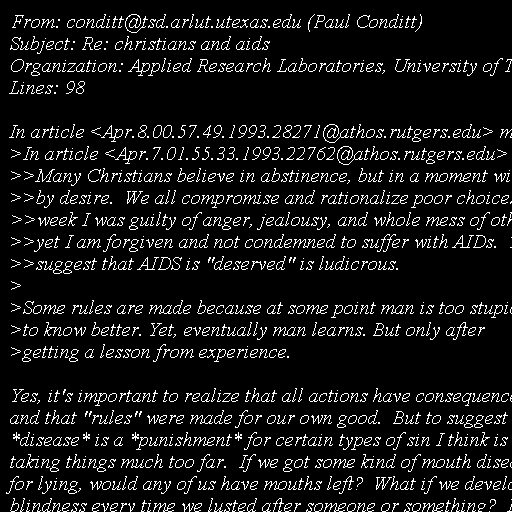 From: conditt@tsd.arlut.utexas.edu (Paul Conditt)
Subject: Re: christians and aids
Organization: Applied Research Laboratories, University of
Lines: 98
In article <Apr.8.00.57.49.1993.28271@athos.rutgers.edu>
>In article <Apr.7.01.55.33.1993.22762@athos.rutgers.edu>
>>Many Christians believe in abstinence, but in a moment
>>by desire.  We all compromise and rationalize poor
>>week I was guilty of anger, jealousy, and whole mess of
>>yet I am forgiven and not condemned to suffer with AIDs.
>>suggest that AIDS is "deserved" is ludicrous.
>
>Some rules are made because at some point man is too
>to know better. Yet, eventually man learns. But only after
>getting a lesson from experience.
Yes, it's important to realize that all actions have
and that "rules" were made for our own good.  But to suggest
*disease* is a *punishment* for certain types of sin I think is
taking things much too far.  If we got some kind of mouth
for lying, would any of us have mouths left?  What if we
blindness every time we lusted after someone or something?